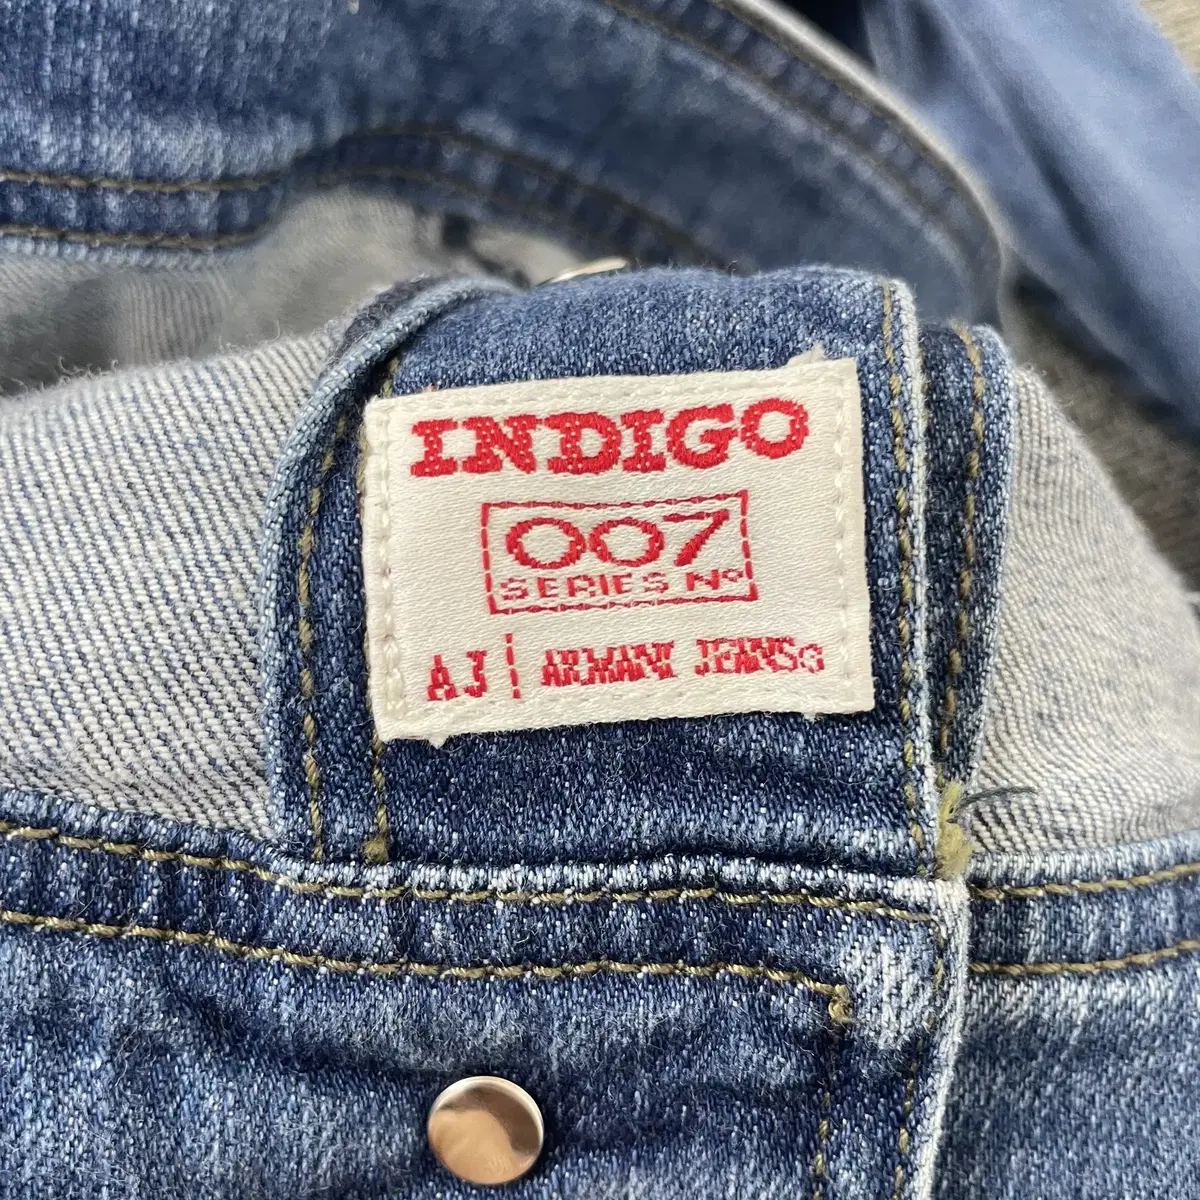 INDIGO
007
SERIES Nº
AJ | ARMANI JEANS